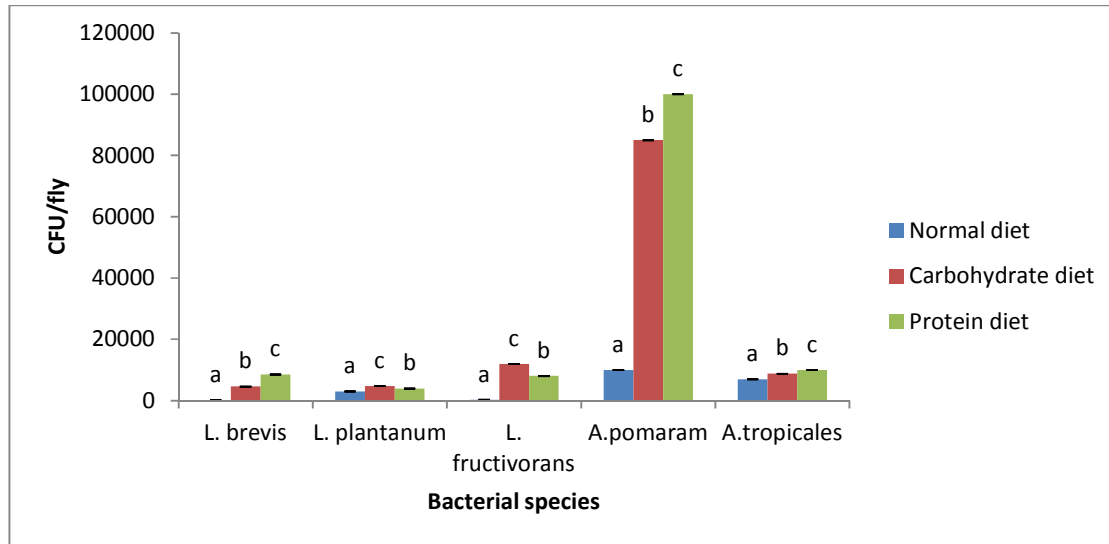 120000
100000
80000
60000
40000
20000
0
CFU/fly
a b c
a c b
a c b
a b c
a b c
L. brevis
L. plantanum
L.
fructivorans
A.pomaram
A.tropicales
Bacterial species
Normal diet
Carbohydrate diet
Protein diet